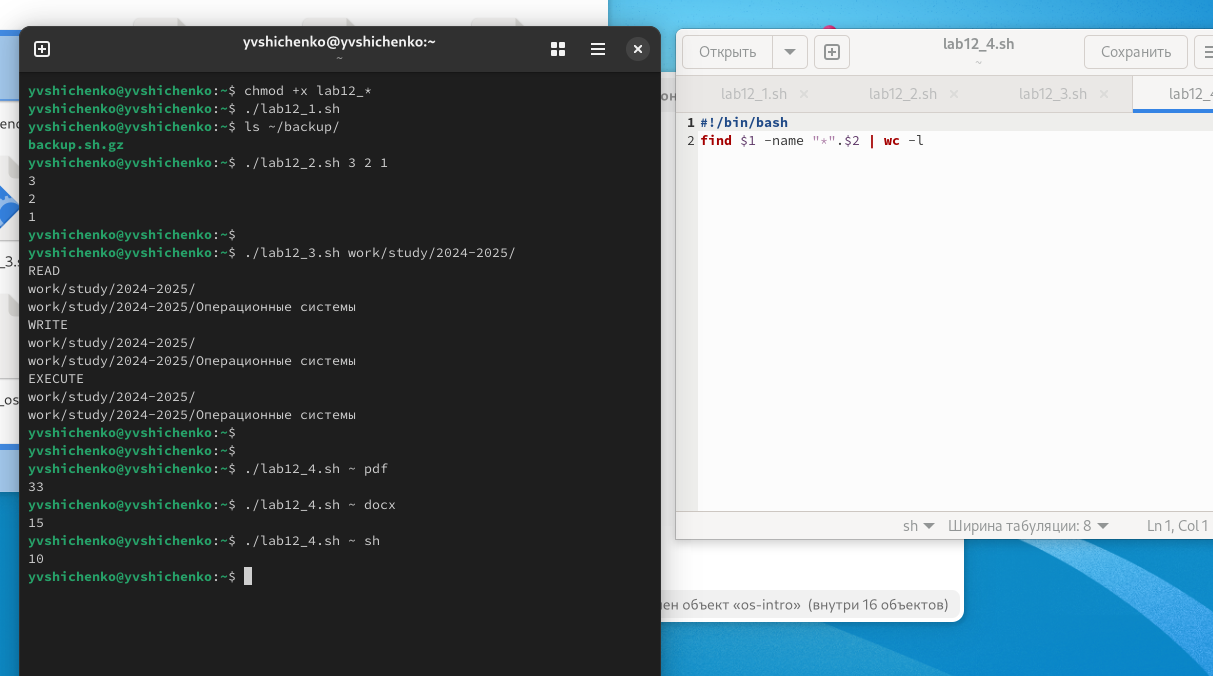 yvshichenko@yvshichenko:~
~
yvshichenko@yvshichenko:~$ chmod +x lab12_*
yvshichenko@yvshichenko:~$ ./lab12_1.sh
yvshichenko@yvshichenko:~$ ls ~/backup/
backup.sh.gz
yvshichenko@yvshichenko:~$ ./lab12_2.sh 3 2 1
3
2
1
yvshichenko@yvshichenko:~$
yvshichenko@yvshichenko:~$ ./lab12_3.sh work/study/2024-2025/
READ
work/study/2024-2025/
work/study/2024-2025/Операционные системы
WRITE
work/study/2024-2025/
work/study/2024-2025/Операционные системы
EXECUTE
work/study/2024-2025/
work/study/2024-2025/Операционные системы
yvshichenko@yvshichenko:~$
yvshichenko@yvshichenko:~$
yvshichenko@yvshichenko:~$ ./lab12_4.sh ~ pdf
33
yvshichenko@yvshichenko:~$ ./lab12_4.sh ~ docx
15
yvshichenko@yvshichenko:~$ ./lab12_4.sh ~ sh
10
yvshichenko@yvshichenko:~$
Открыть
lab12_4.sh
~
Сохранить
lab12_1.sh
lab12_2.sh
lab12_3.sh
lab12_4
1 #!/bin/bash
2 find $1 -name "*".$2 | wc -l
sh
Ширина табуляции: 8
Ln 1, Col 1
объект «os-intro» (внутри 16 объектов)